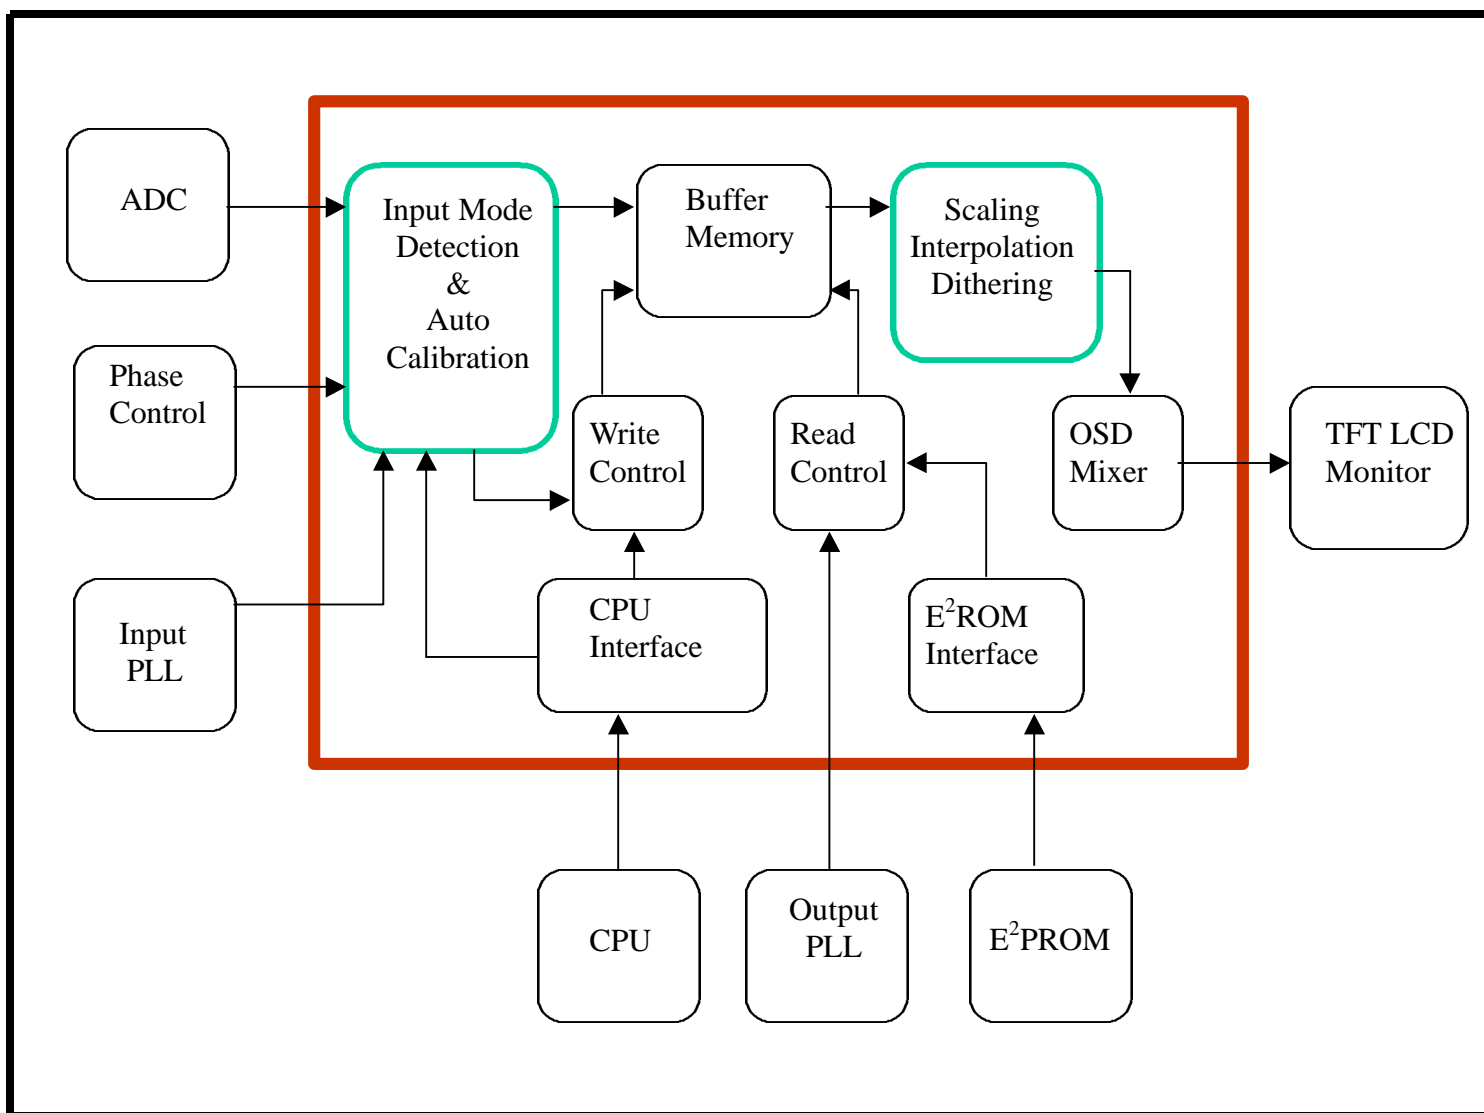 ADC
Input Mode
Detection
&
Auto
Calibration
Buffer
Memory
Scaling
Interpolation
Dithering
Phase
Control
Write
Control
Read
Control
OSD
Mixer
TFT LCD
Monitor
Input
PLL
CPU
Interface
E²ROM
Interface
CPU
Output
PLL
E²PROM